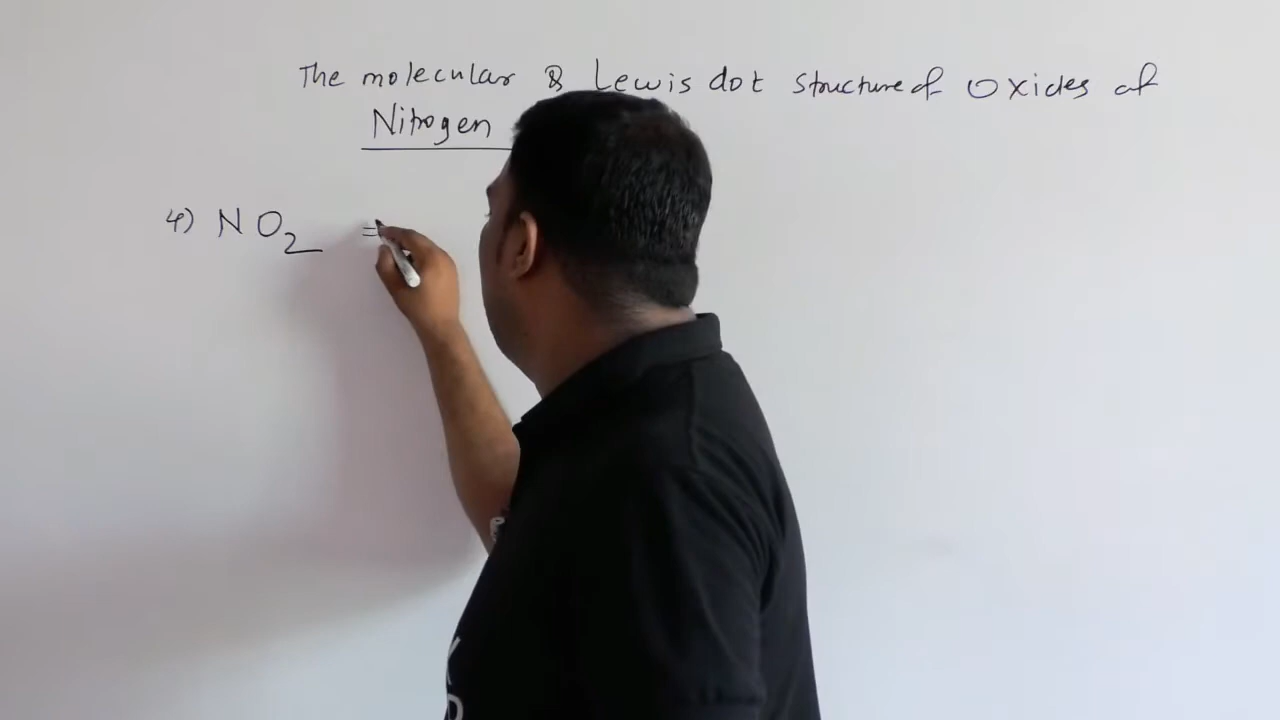 The molecular & Lewis dot structure of Oxides of
Nitrogen
4) NO2 =